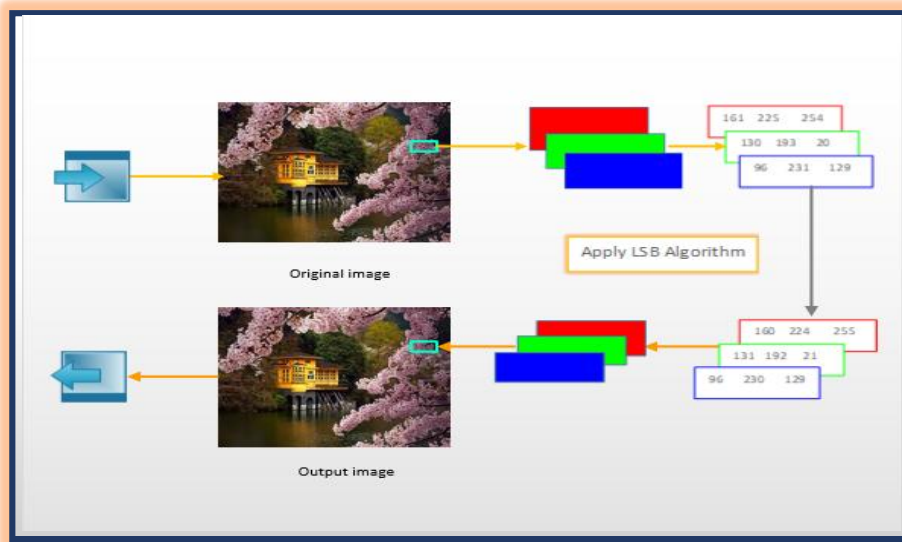 161 225 254
130 193 20
96 231 129
Original image
Apply LSB Algorithm
160 224 255
131 192 21
96 230 129
Output image